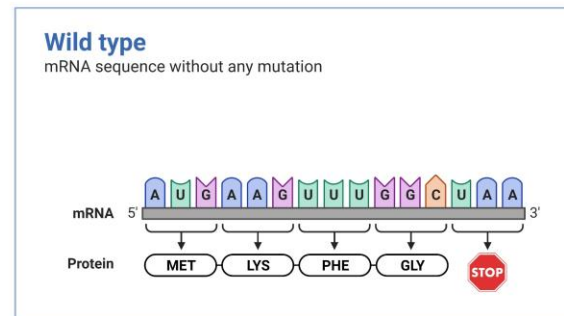 Wild type
mRNA sequence without any mutation
A U G A A G U U U G G C U A A
mRNA 5' 3'
Protein MET LYS PHE GLY STOP